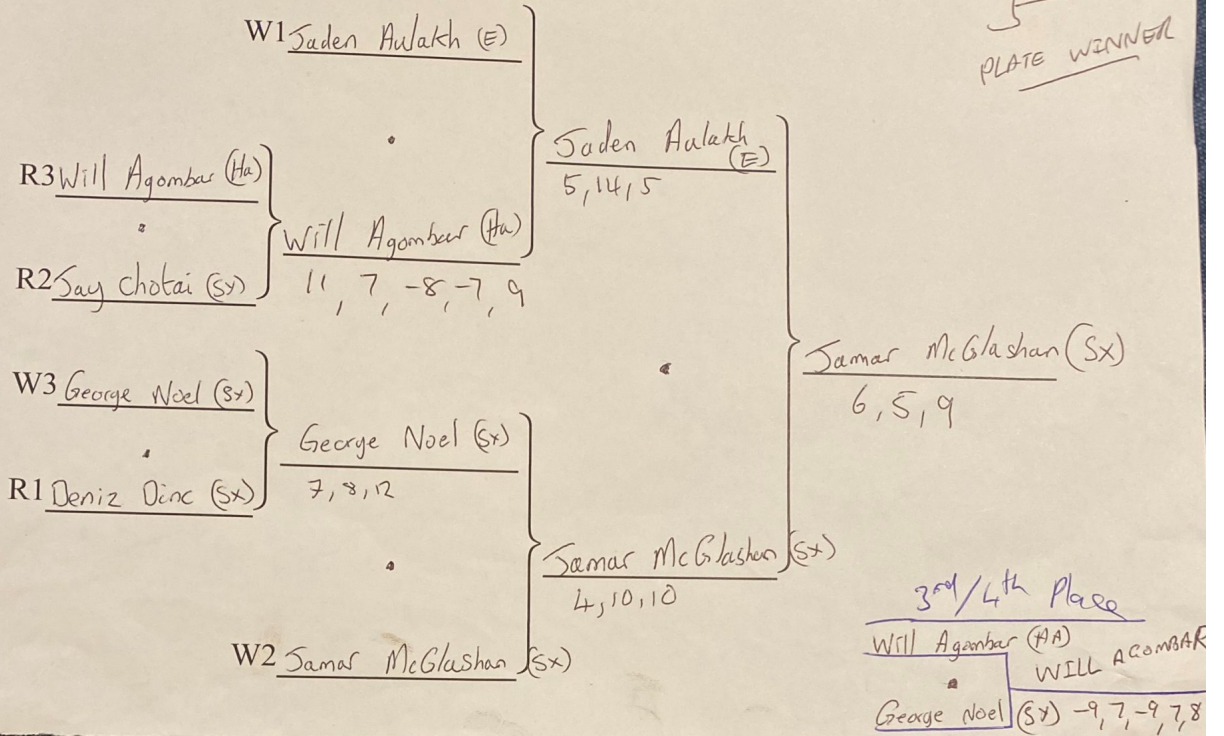 5
PLATE WINNER
W1 Jaden Aulakh (E)
R3 Will Agombar (Ha)
R2 Jay Chotai (Sx)
Will Agombar (Ha)
11, 7, -8, -7, 9
Jaden Aulakh
(E)
5, 14, 5
W3 George Noel (Sx)
R1 Deniz Dinc (Sx)
George Noel (Sx)
7, 8, 12
W2 Jamar McGlashan (Sx)
Jamar McGlashan (Sx)
4, 10, 10
Jamar McGlashan (Sx)
6, 5, 9
3rd/4th Place
Will Agombar (HA)
George Noel (Sx)
WILL AGOMBAR
-9, 7, -9, 7, 8